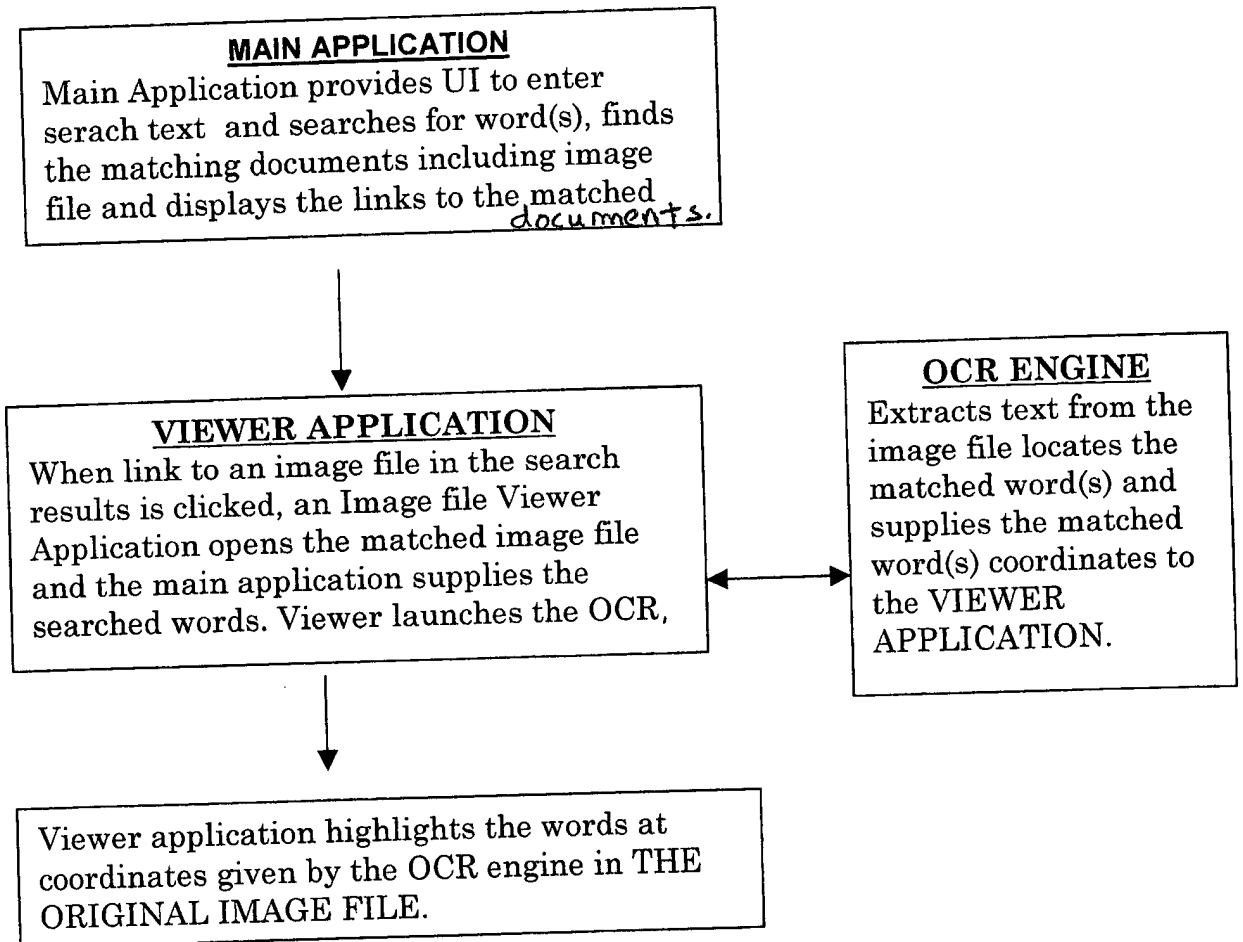 MAIN APPLICATION
Main Application provides UI to enter
serach text and searches for word(s), finds
the matching documents including image
file and displays the links to the matched
documents.
VIEWER APPLICATION
When link to an image file in the search
results is clicked, an Image file Viewer
Application opens the matched image file
and the main application supplies the
searched words. Viewer launches the OCR,
OCR ENGINE
Extracts text from the
image file locates the
matched word(s) and
supplies the matched
word(s) coordinates to
the VIEWER
APPLICATION.
Viewer application highlights the words at
coordinates given by the OCR engine in THE
ORIGINAL IMAGE FILE.